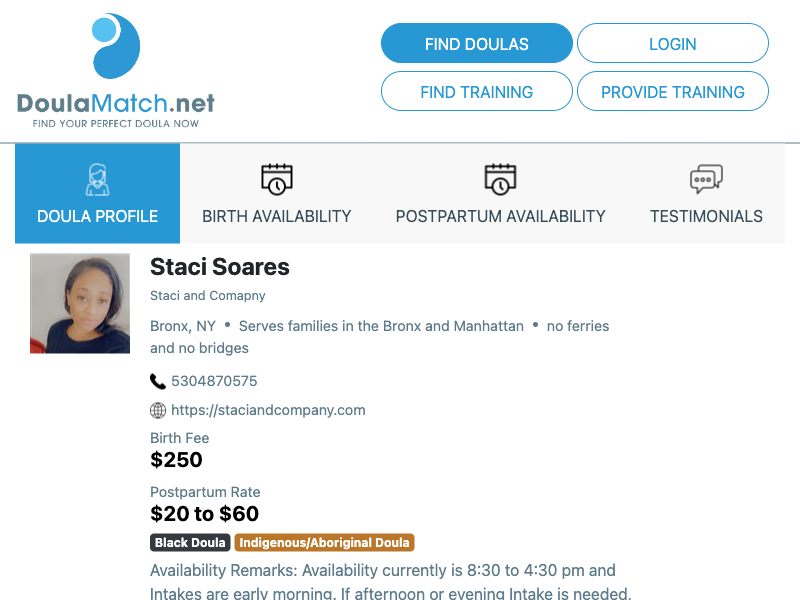 DoulaMatch.net
FIND YOUR PERFECT DOULA NOW
FIND DOULAS
LOGIN
FIND TRAINING
PROVIDE TRAINING
DOULA PROFILE
BIRTH AVAILABILITY
POSTPARTUM AVAILABILITY
TESTIMONIALS
Staci Soares
Staci and Comapny
Bronx, NY • Serves families in the Bronx and Manhattan • no ferries
and no bridges
5304870575
https://staciandcompany.com
Birth Fee
$250
Postpartum Rate
$20 to $60
Black Doula Indigenous/Aboriginal Doula
Availability Remarks: Availability currently is 8:30 to 4:30 pm and
Intakes are early morning. If afternoon or evening Intake is needed,